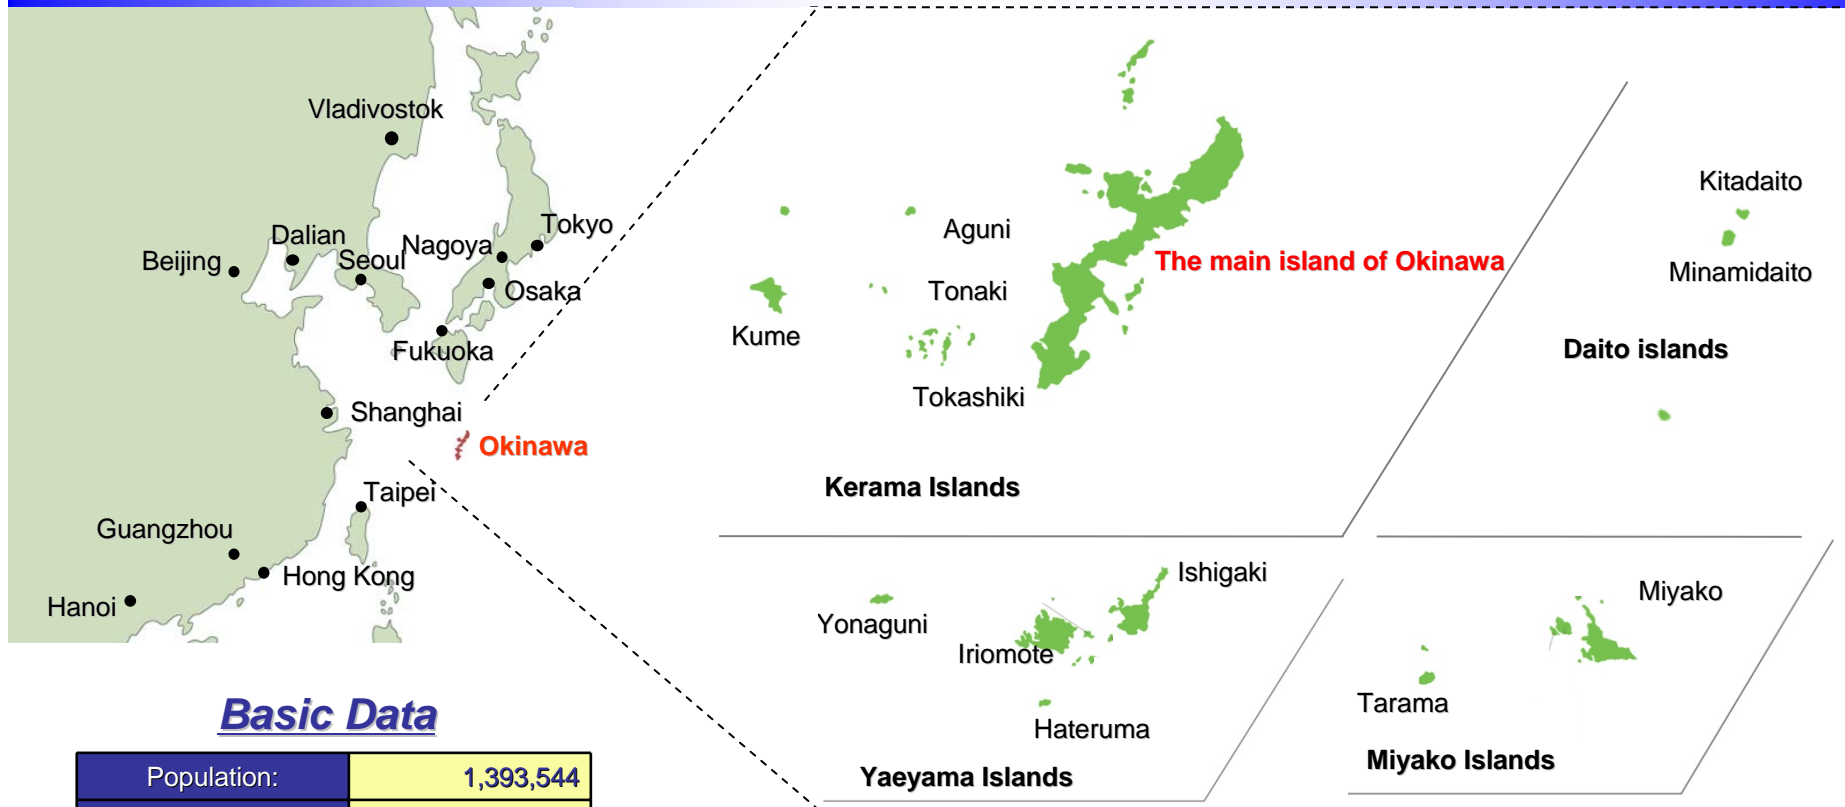 Vladivostok
Tokyo
Dalian
Nagoya
Beijing
Seoul
Osaka
Fukuoka
Shanghai
Okinawa
Taipei
Guangzhou
Hong Kong
Hanoi
Aguni
The main island of Okinawa
Tonaki
Kume
Tokashiki
Kerama Islands
Kitadaito
Minamidaito
Daito islands
Ishigaki
Yonaguni
Iriomote
Hateruma
Yaeyama Islands
Miyako
Tarama
Miyako Islands
Basic Data
Population: 1,393,544